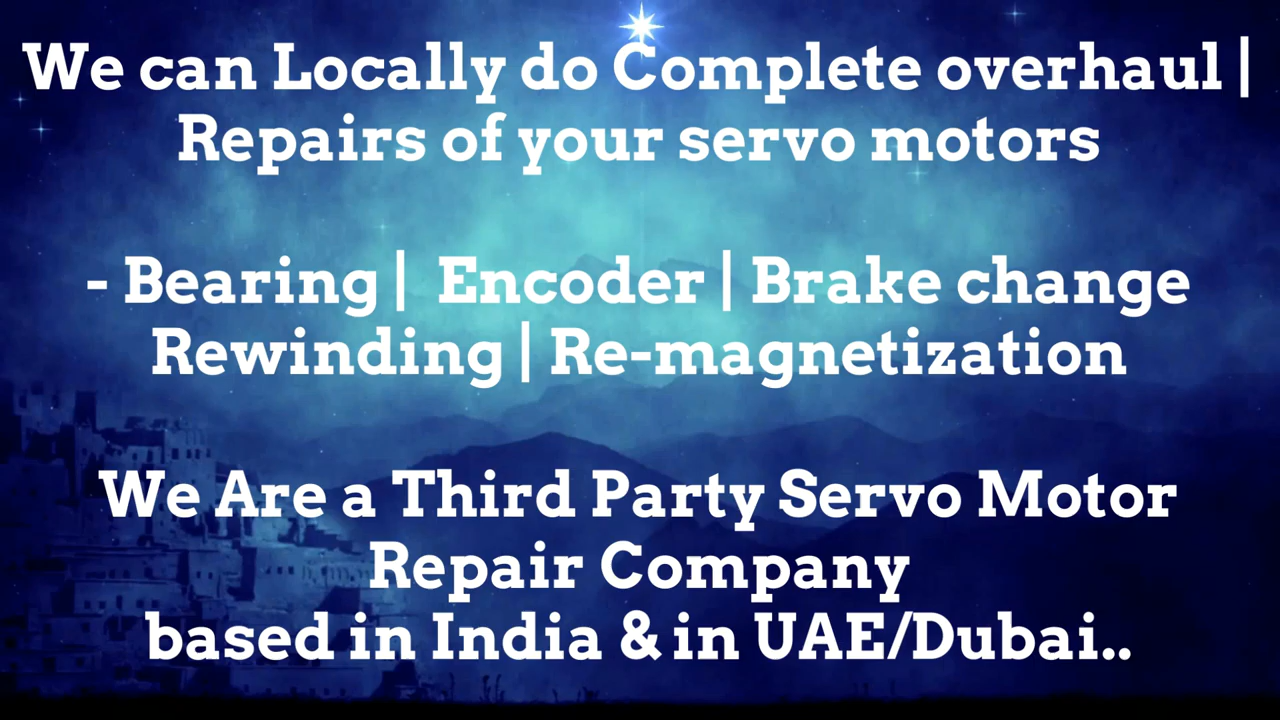 We can Locally do Complete overhaul |
Repairs of your servo motors
- Bearing | Encoder | Brake change
Rewinding | Re-magnetization
We Are a Third Party Servo Motor
Repair Company
based in India & in UAE/Dubai..